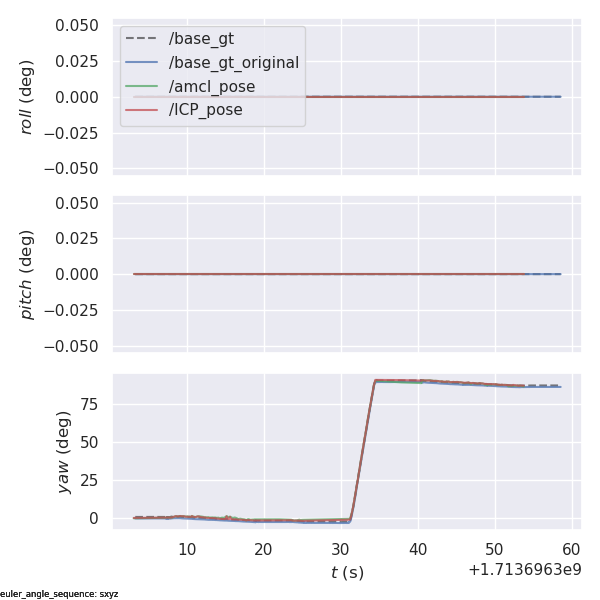 0.050
0.025
0.000
−0.025
−0.050
roll (deg)
/base_gt
/base_gt_original
/amcl_pose
/ICP_pose
0.050
0.025
0.000
−0.025
−0.050
pitch (deg)
75
50
25
0
yaw (deg)
10 20 30 40 50 60
t (s)
+1.7136963e9
euler_angle_sequence: sxyz